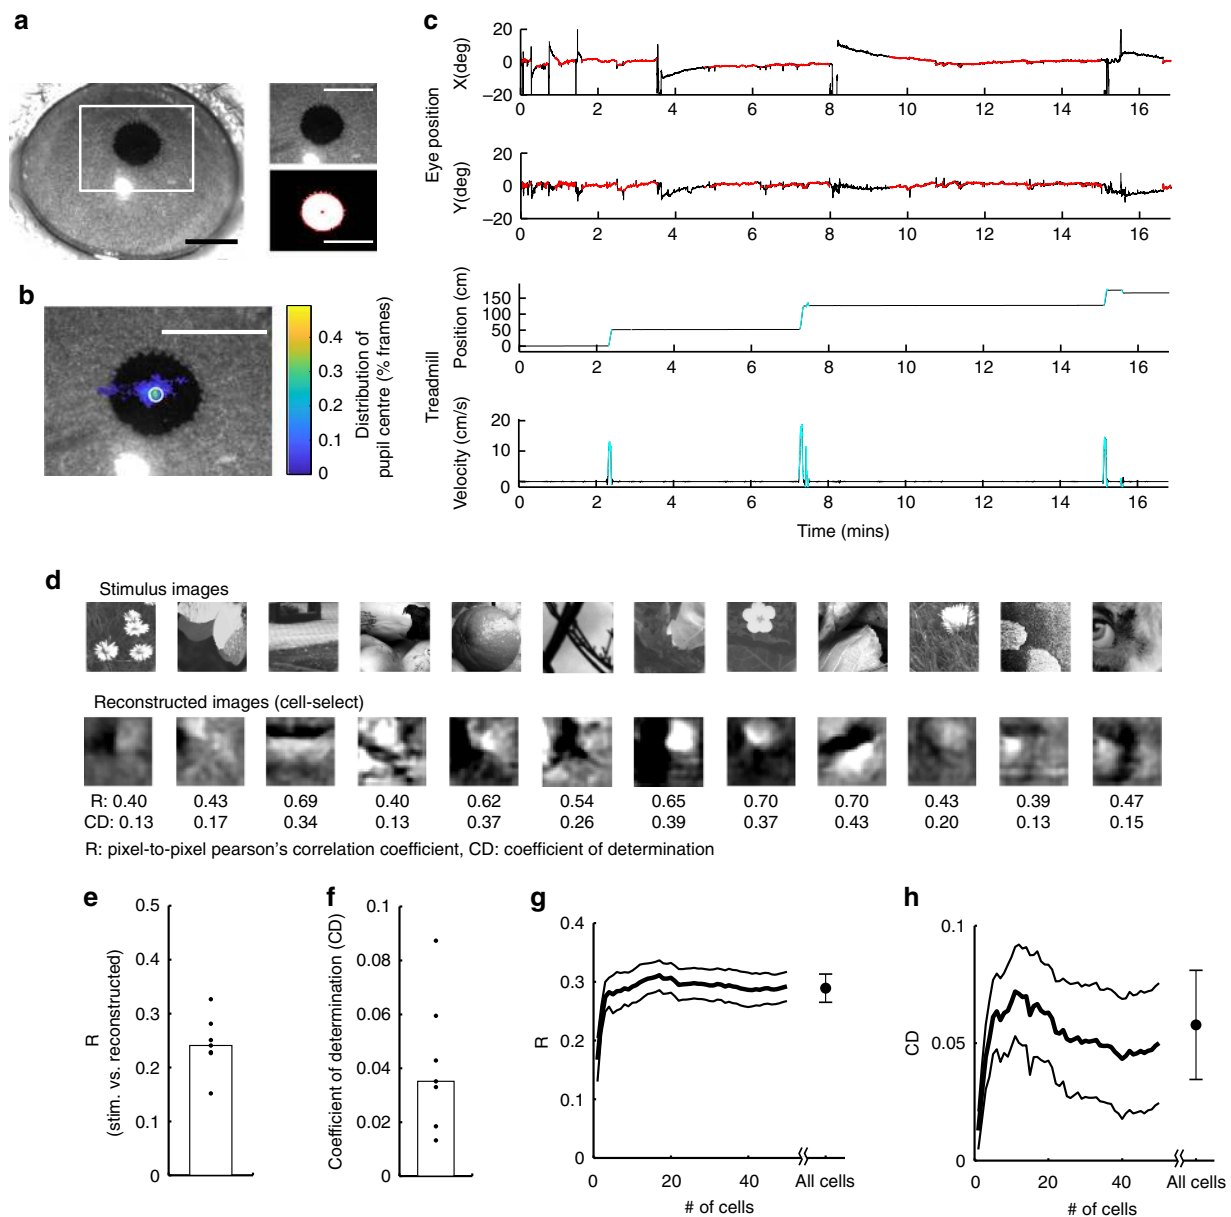 a
b
0.4
0.3
0.2
0.1
0
Distribution of
pupil centre (% frames)
c
Eye position
X(deg)
20
0
−20
2
4
6
8
10
12
14
16
Y(deg)
20
0
−20
0
2
4
6
8
10
12
14
16
Treadmill
Position (cm)
150
100
50
0
0
2
4
6
8
10
12
14
16
Velocity (cm/s)
20
10
0
0
2
4
6
8
10
12
14
16
Time (mins)
d
Stimulus images
Reconstructed images (cell-select)
R: 0.40 0.43 0.69 0.40 0.62 0.54 0.65 0.70 0.70 0.43 0.39 0.47
CD: 0.13 0.17 0.34 0.13 0.37 0.26 0.39 0.37 0.43 0.20 0.13 0.15
R: pixel-to-pixel pearson's correlation coefficient, CD: coefficient of determination
e
R
(stim. vs. reconstructed)
0.5
0.4
0.3
0.2
0.1
0
f
Coefficient of determination (CD)
0.1
0.08
0.06
0.04
0.02
0
g
R
0.4
0.3
0.2
0.1
0
0 20 40 All cells
# of cells
h
CD
0.1
0.05
0
0 20 40 All cells
# of cells